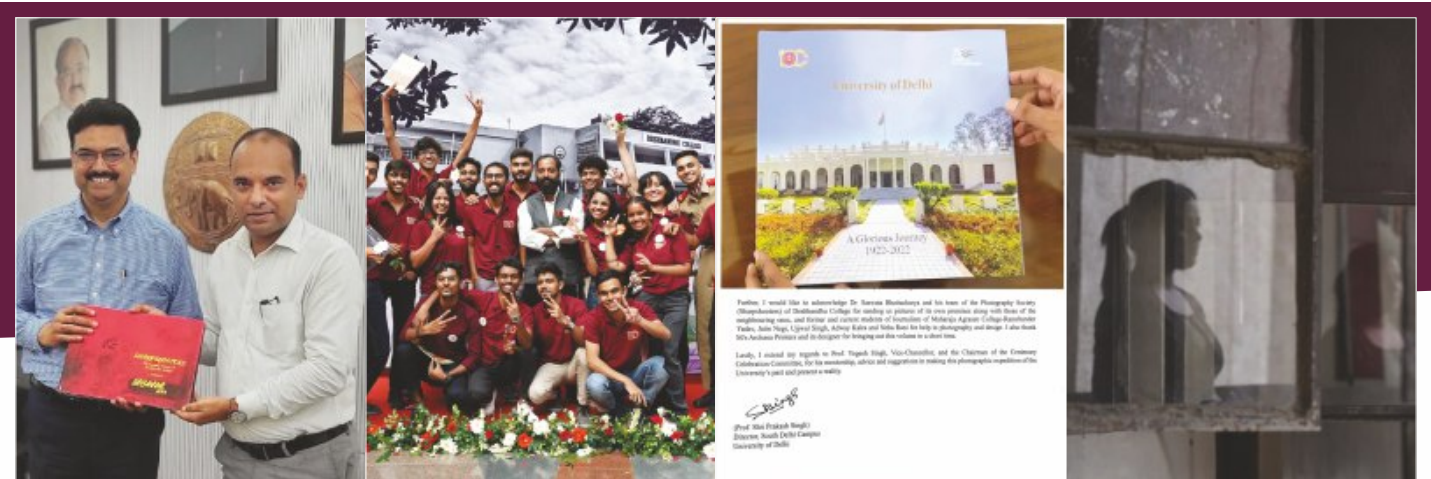 DESHBANDHU COLLEGE
University of Delhi
A Glorious Journey
1922-2022
Further, I would like to acknowledge Dr. and his team of the Photography Society
(Sharpshooters) of Deshbandhu College for sending us pictures of its own premises along with those of the
neighbouring ones, and former and current students of Journalism of Maharaja Agrasen College-Ramchander
Yadav, Negi, Ujjwal Singh, Kalra and Neha Rani for help in photography and design. I also thank
M/s Archana Printers and its designer for bringing out this volume in a short time.
Lastly, I extend my regards to Prof. Yogesh Singh, Vice-Chancellor, and the Chairman of the Centenary
Celebration Committee, for his mentorship, advice and suggestions in making this photographic expedition of the
University's past and present a reality.
(Prof. Shri Prakash Singh)
Director, South Delhi Campus
University of Delhi